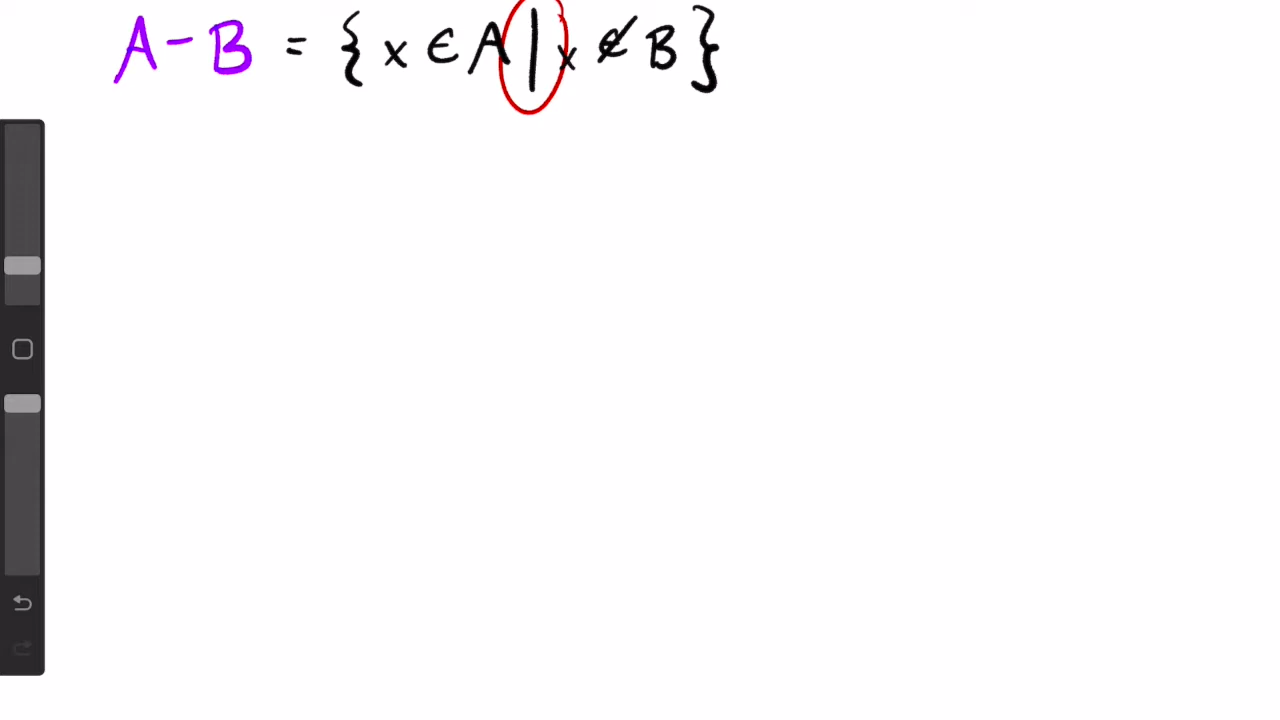 A - B = { x ∈ A | x ∉ B }